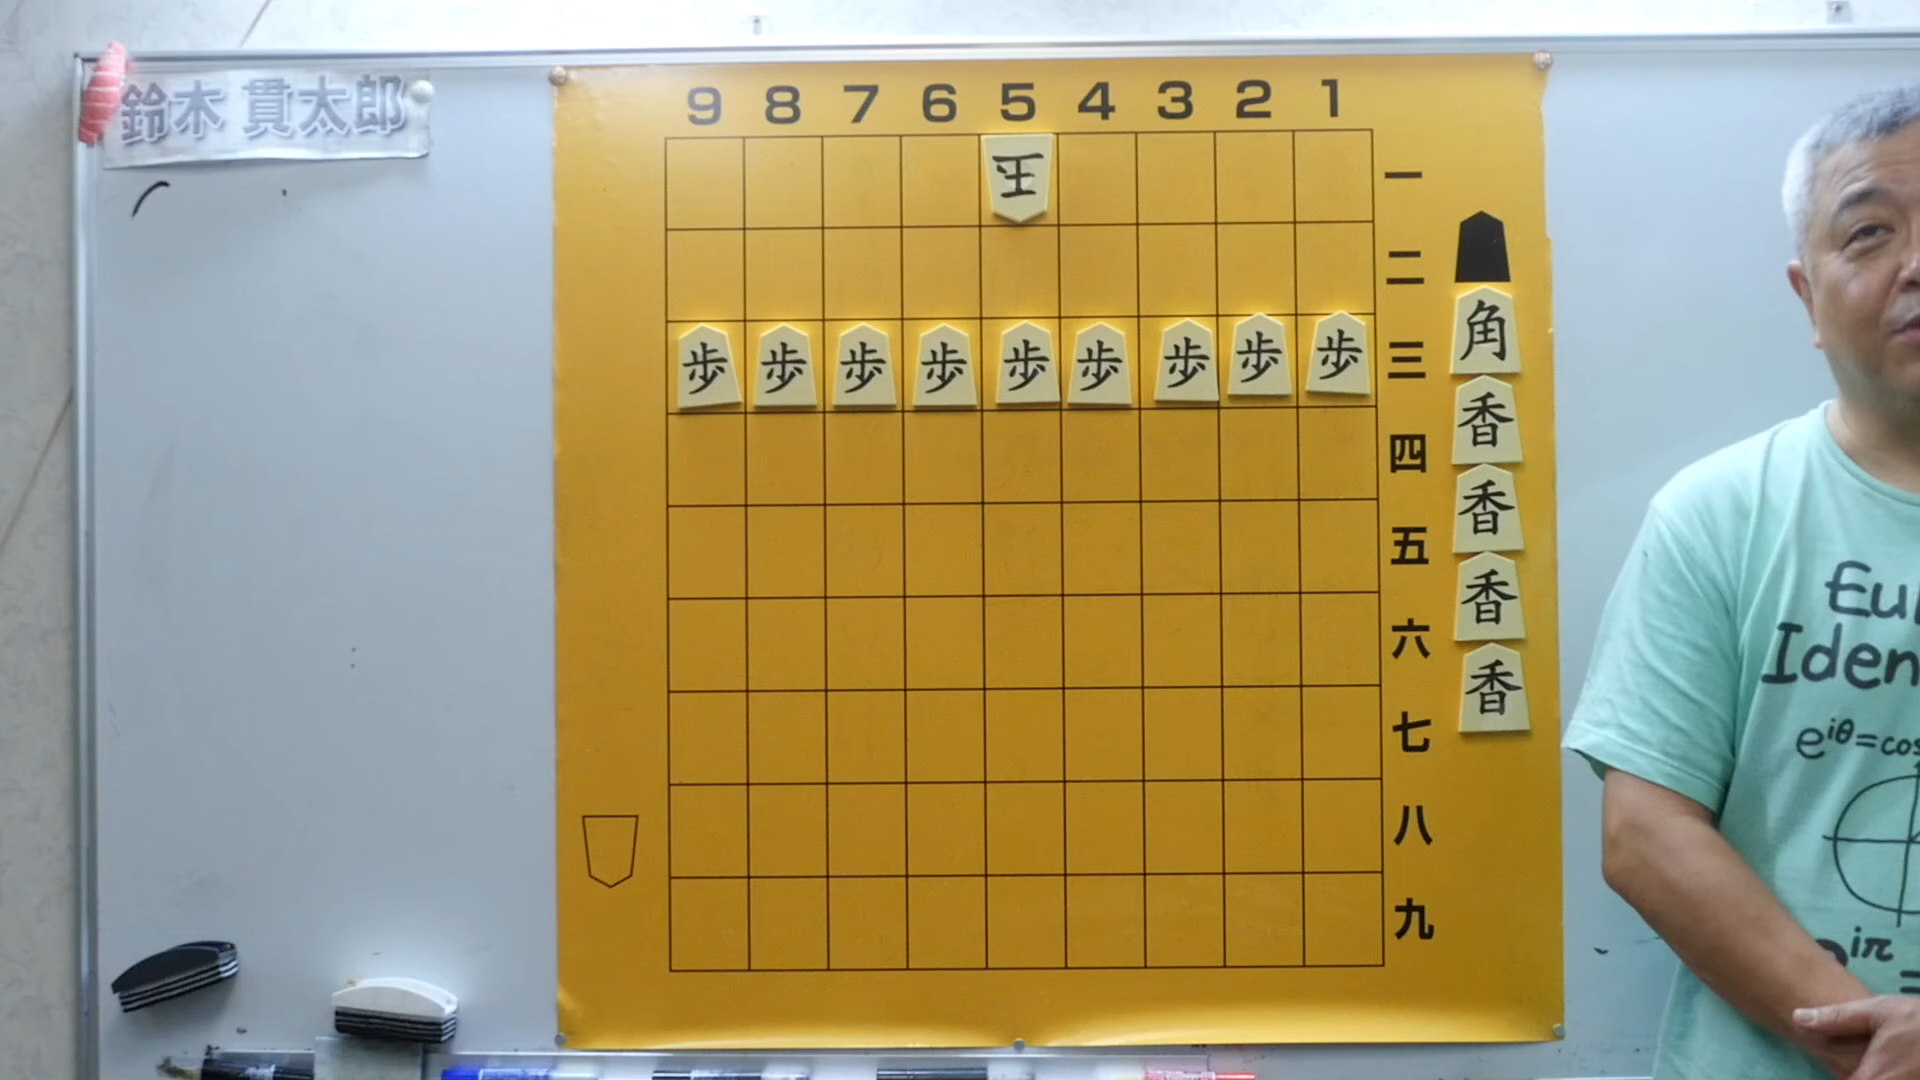 鈴木 貫太郎
9 8 7 6 5 4 3 2 1
王
一
二
歩 歩 歩 歩 歩 歩 歩 歩 歩
三
四
五
六
七
八
九
角
香
香
香
香
Eul
Iden
e^iθ=cos
e^iπ =